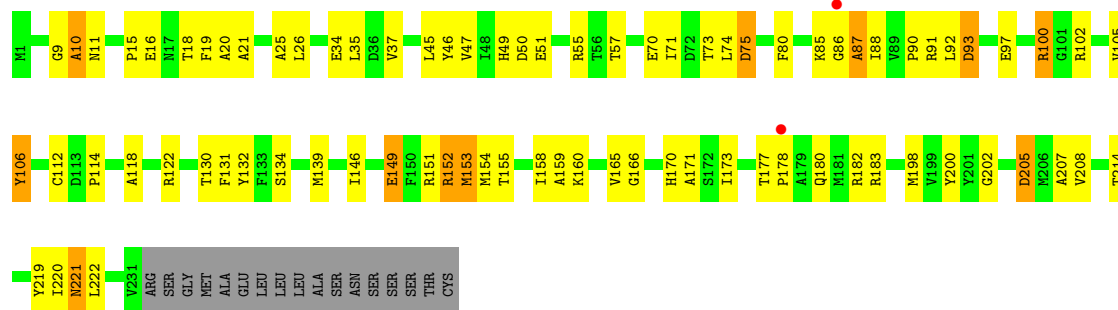 M1 G9 A10 N11 P15 E16 N17 T18 F19 A20 A21 A25 L26 E34 L35 D36 V37 L45 Y46 V47 I48 H49 D50 E51 R55 T56 T57 E70 I71 D72 T73 L74 D75 F80 K85 G86 A87 I88 V89 P90 R91 L92 D93 E97 R100 G101 R102 V105
Y106 C112 D113 P114 A118 R122 T130 F131 Y132 F133 S134 M139 I146 E149 F150 R151 R152 M153 M154 T155 I158 A159 K160 V165 G166 H170 A171 S172 I173 T177 P178 A179 Q180 M181 R182 R183 M198 V199 Y200 Y201 G202 D205 M206 A207 V208 T214
Y219 I220 N221 L222 V231 ARG SER GLY MET ALA GLU LEU LEU LEU ALA SER ASN SER SER SER THR CYS